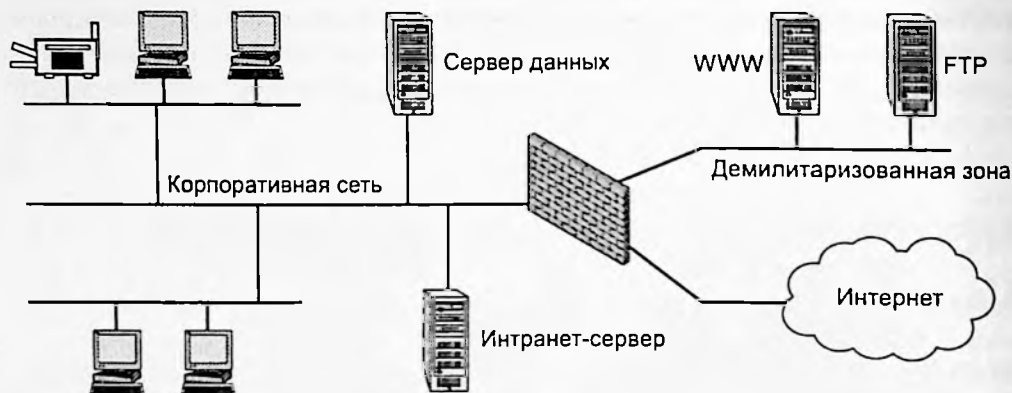 Сервер данных
WWW
FTP
Демилитаризованная зона
Корпоративная сеть
Интернет
Интранет-сервер